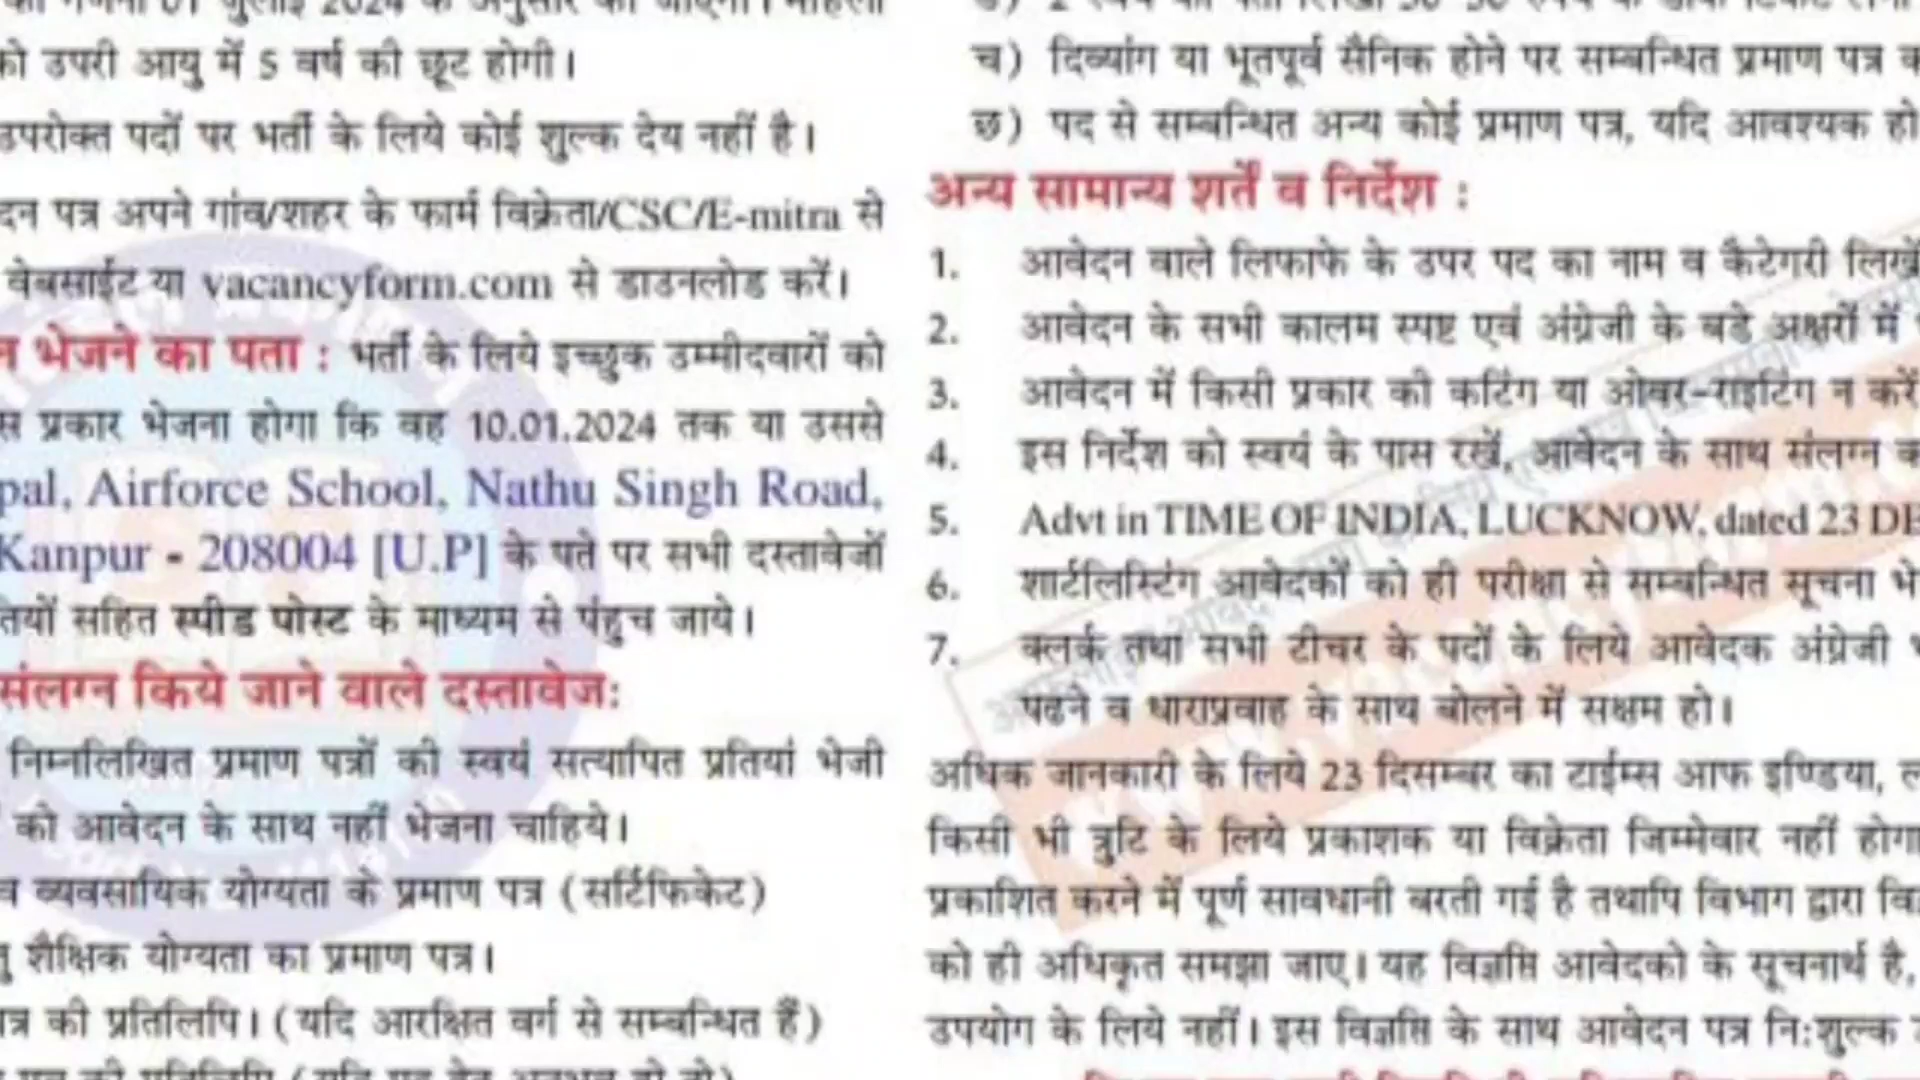 को उपरी आयु में 5 वर्ष की छूट होगी।
उपरोक्त पदों पर भर्ती के लिये कोई शुल्क देय नहीं है।
पत्र अपने गांव/शहर के फार्म विक्रेता/CSC/E-mitra से
वेबसाईट या vacancyform.com से डाउनलोड करें।
भेजने का पता : भर्ती के लिये इच्छुक उम्मीदवारों को
प्रकार भेजना होगा कि वह 10.01.2024 तक या उससे
Airforce School, Nathu Singh Road,
Kanpur - 208004 [U.P] के पते पर सभी दस्तावेजों
सहित स्पीड पोस्ट के माध्यम से पंहुच जाये।
संलग्न किये जाने वाले दस्तावेज:
निम्नलिखित प्रमाण पत्रों की स्वयं सत्यापित प्रतियां भेजी
को आवेदन के साथ नहीं भेजना चाहिये।
व व्यवसायिक योग्यता के प्रमाण पत्र (सर्टिफिकेट)
शैक्षिक योग्यता का प्रमाण पत्र।
की प्रतिलिपि। (यदि आरक्षित वर्ग से सम्बन्धित हैं)
च) दिव्यांग या भूतपूर्व सैनिक होने पर सम्बन्धित प्रमाण पत्र
छ) पद से सम्बन्धित अन्य कोई प्रमाण पत्र, यदि आवश्यक हो
अन्य सामान्य शर्तें व निर्देश :
1. आवेदन वाले लिफाफे के उपर पद का नाम व कैटेगरी लिखें
2. आवेदन के सभी कालम स्पष्ट एवं अंग्रेजी के बडे अक्षरों में
3. आवेदन में किसी प्रकार की कटिंग या ओवर-राइटिंग न करें
4. इस निर्देश को स्वयं के पास रखें, आवेदन के साथ संलग्न
5. Advt in TIME OF INDIA, LUCKNOW, dated 23
6. शार्टलिस्टिंग आवेदकों को ही परीक्षा से सम्बन्धित सूचना
7. क्लर्क तथा सभी टीचर के पदों के लिये आवेदक अंग्रेजी
पढने व धाराप्रवाह के साथ बोलने में सक्षम हो।
अधिक जानकारी के लिये 23 दिसम्बर का टाईम्स आफ इण्डिया,
किसी भी त्रुटि के लिये प्रकाशक या विक्रेता जिम्मेवार नहीं होगा
प्रकाशित करने में पूर्ण सावधानी बरती गई है तथापि विभाग द्वारा
को ही अधिकृत समझा जाए। यह विज्ञप्ति आवेदको के सूचनार्थ है,
उपयोग के लिये नहीं। इस विज्ञप्ति के साथ आवेदन पत्र नि:शुल्क